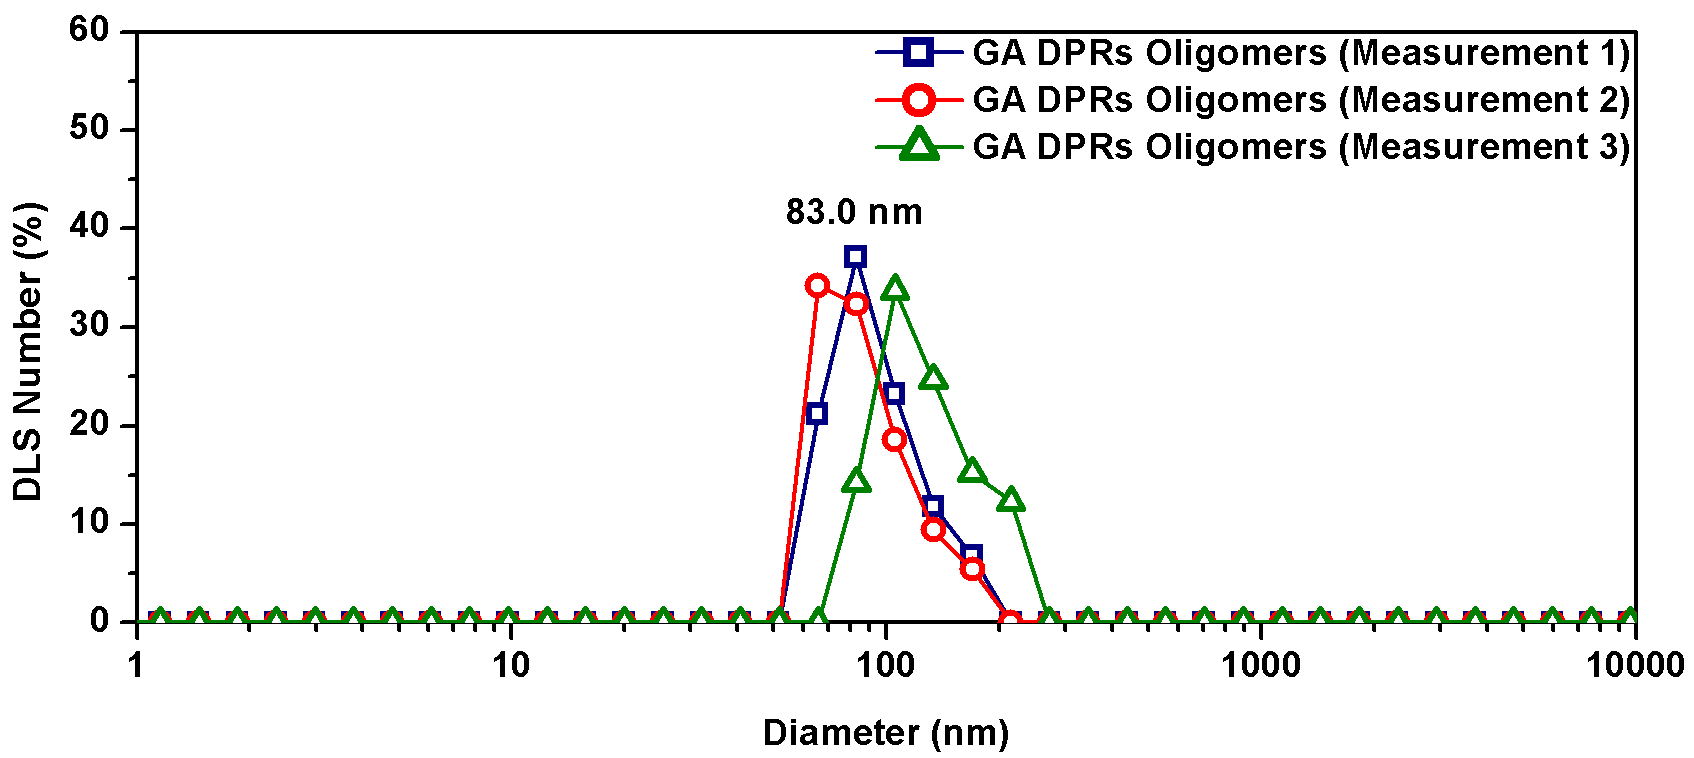 60
50
40
30
20
10
0
DLS Number (%)
GA DPRs Oligomers (Measurement 1)
GA DPRs Oligomers (Measurement 2)
GA DPRs Oligomers (Measurement 3)
83.0 nm
1 10 100 1000 10000
Diameter (nm)